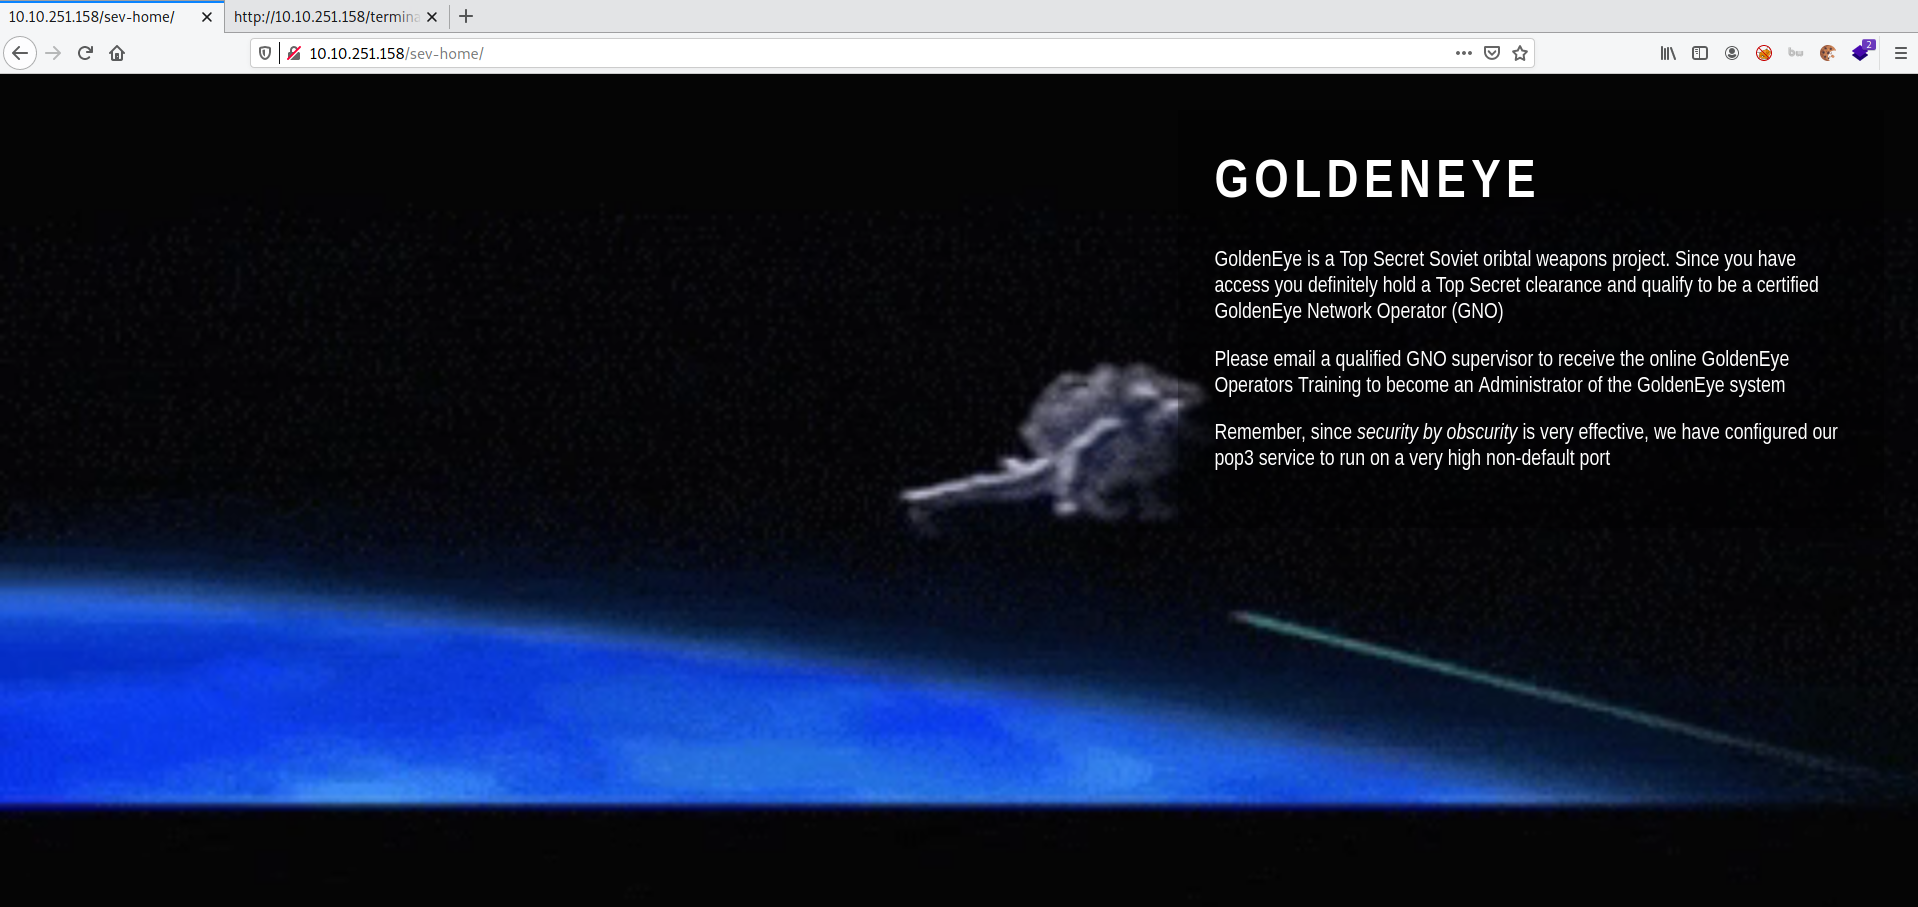 10.10.251.158/sev-home/
http://10.10.251.158/termina
10.10.251.158/sev-home/
2
GOLDENEYE
GoldenEye is a Top Secret Soviet oribtal weapons project. Since you have
access you definitely hold a Top Secret clearance and qualify to be a certified
GoldenEye Network Operator (GNO)
Please email a qualified GNO supervisor to receive the online GoldenEye
Operators Training to become an Administrator of the GoldenEye system
Remember, since security by obscurity is very effective, we have configured our
pop3 service to run on a very high non-default port